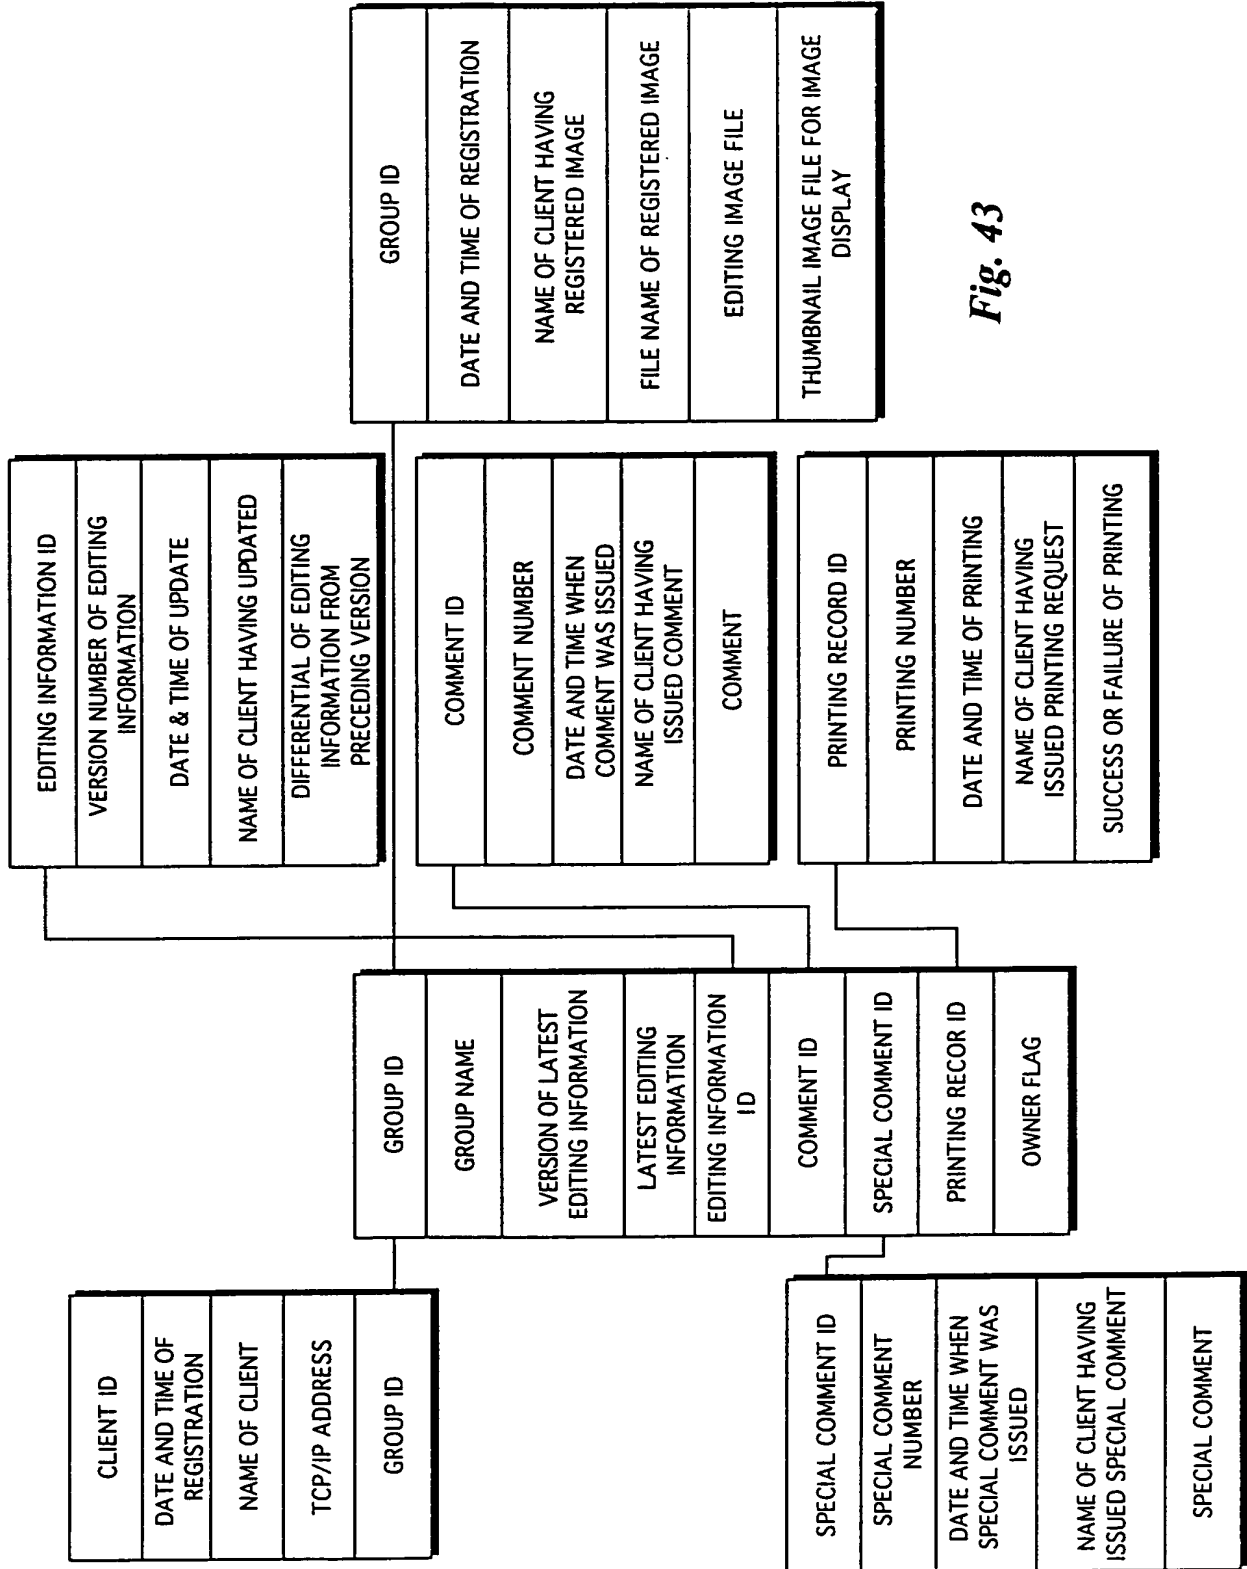 CLIENT ID
DATE AND TIME OF
REGISTRATION
NAME OF CLIENT
TCP/IP ADDRESS
GROUP ID
SPECIAL COMMENT ID
SPECIAL COMMENT
NUMBER
DATE AND TIME WHEN
SPECIAL COMMENT WAS
ISSUED
NAME OF CLIENT HAVING
ISSUED SPECIAL COMMENT
SPECIAL COMMENT
GROUP ID
GROUP NAME
VERSION OF LATEST
EDITING INFORMATION
LATEST EDITING
INFORMATION
EDITING INFORMATION
ID
COMMENT ID
SPECIAL COMMENT ID
PRINTING RECOR ID
OWNER FLAG
EDITING INFORMATION ID
VERSION NUMBER OF EDITING
INFORMATION
DATE & TIME OF UPDATE
NAME OF CLIENT HAVING UPDATED
DIFFERENTIAL OF EDITING
INFORMATION FROM
PRECEDING VERSION
COMMENT ID
COMMENT NUMBER
DATE AND TIME WHEN
COMMENT WAS ISSUED
NAME OF CLIENT HAVING
ISSUED COMMENT
COMMENT
PRINTING RECORD ID
PRINTING NUMBER
DATE AND TIME OF PRINTING
NAME OF CLIENT HAVING
ISSUED PRINTING REQUEST
SUCCESS OR FAILURE OF PRINTING
GROUP ID
DATE AND TIME OF REGISTRATION
NAME OF CLIENT HAVING
REGISTERED IMAGE
FILE NAME OF REGISTERED IMAGE
EDITING IMAGE FILE
THUMBNAIL IMAGE FILE FOR IMAGE
DISPLAY
Fig. 43